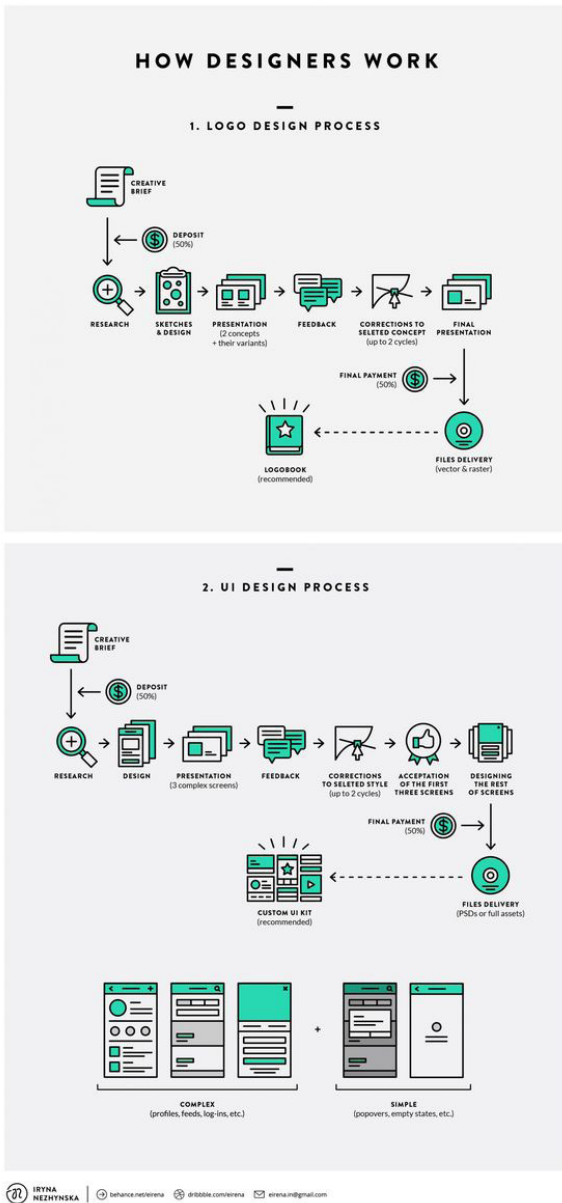 HOW DESIGNERS WORK
1. LOGO DESIGN PROCESS
CREATIVE
BRIEF
DEPOSIT
(50%)
RESEARCH
SKETCHES
& DESIGN
PRESENTATION
(2 concepts
+ their variants)
FEEDBACK
CORRECTIONS TO
SELETED CONCEPT
(up to 2 cycles)
FINAL
PRESENTATION
FINAL PAYMENT
(50%)
LOGOBOOK
(recommended)
FILES DELIVERY
(vector & raster)
2. UI DESIGN PROCESS
CREATIVE
BRIEF
DEPOSIT
(50%)
RESEARCH
DESIGN
PRESENTATION
(3 complex screens)
FEEDBACK
CORRECTIONS
TO SELETED STYLE
(up to 2 cycles)
ACCEPTATION
OF THE FIRST
THREE SCREENS
DESIGNING
THE REST
OF SCREENS
FINAL PAYMENT
(50%)
CUSTOM UI KIT
(recommended)
FILES DELIVERY
(PSDs or full assets)
COMPLEX
(profiles, feeds, log-ins, etc.)
SIMPLE
(popovers, empty states, etc.)
IRYNA
NEZHYNSKA
behance.net/eirena
dribbble.com/eirena
eirena.in@gmail.com